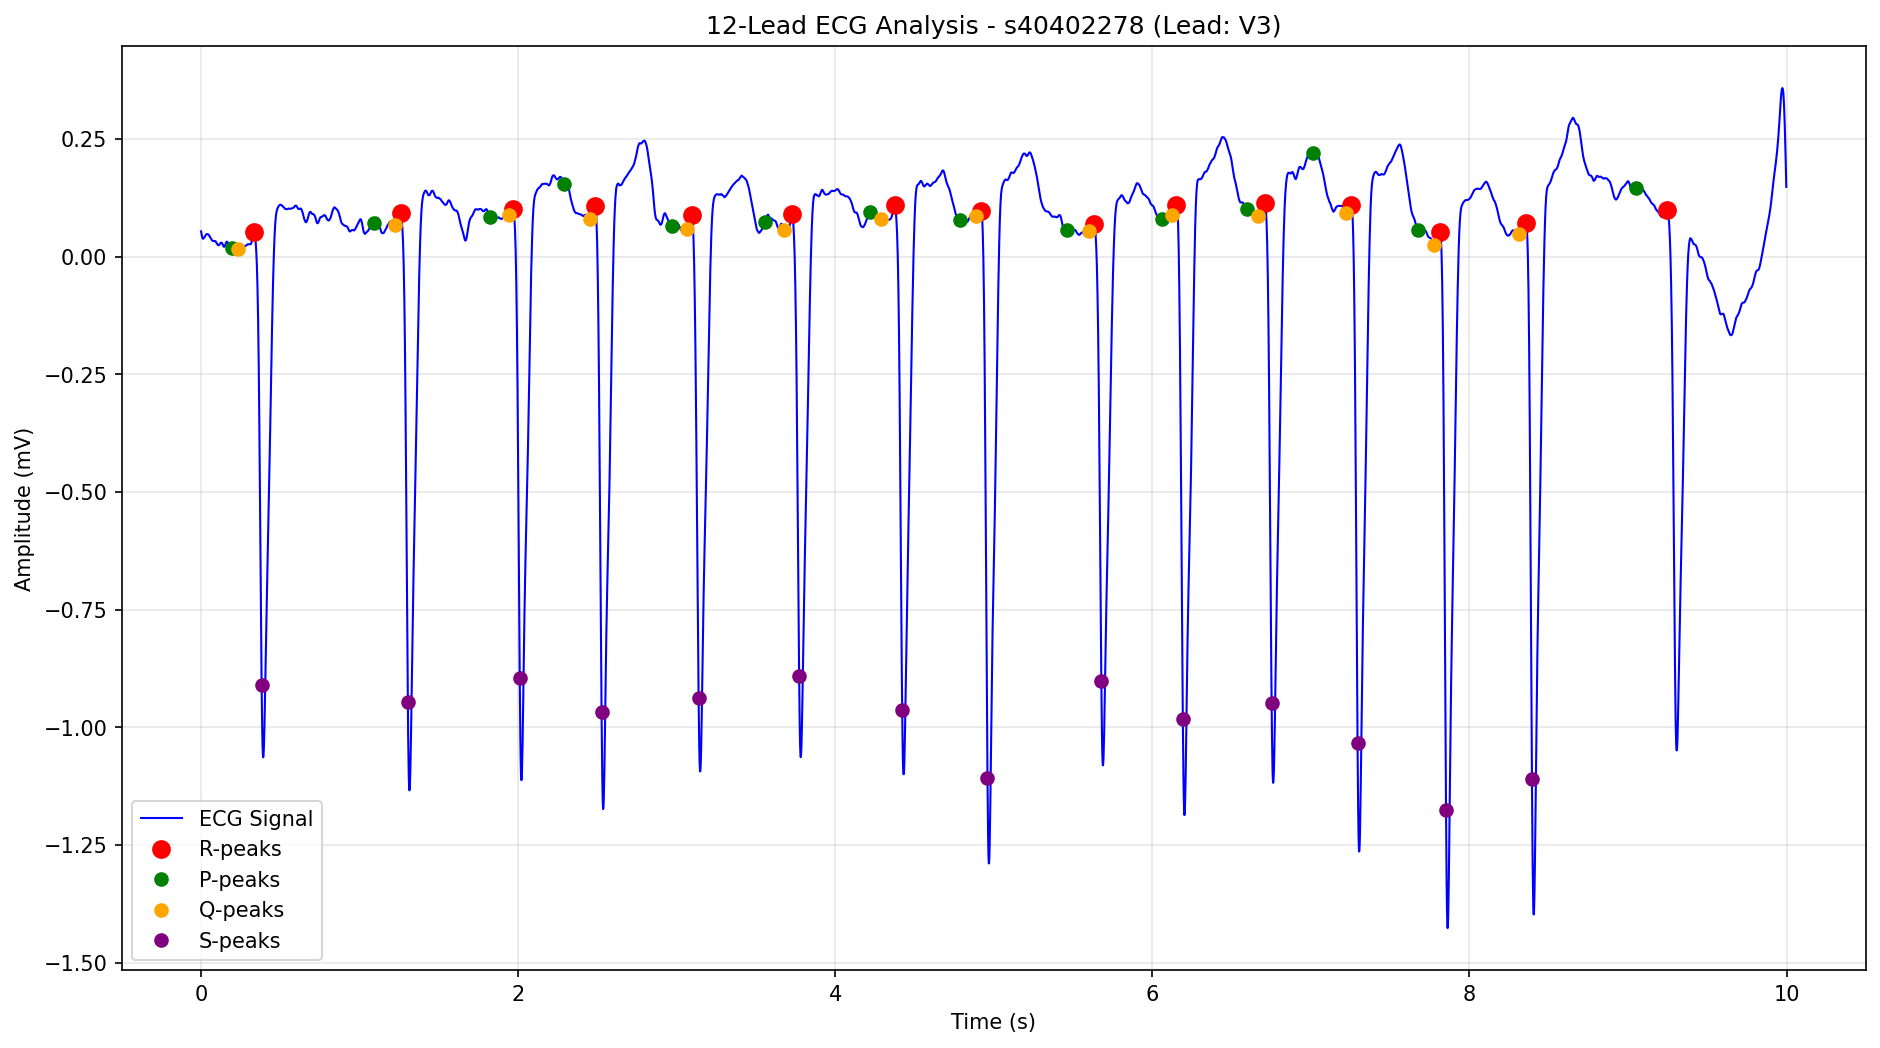 12-Lead ECG Analysis - s40402278 (Lead: V3)
Amplitude (mV)
0.25
0.00
−0.25
−0.50
−0.75
−1.00
−1.25
−1.50
ECG Signal
R-peaks
P-peaks
Q-peaks
S-peaks
0 2 4 6 8 10
Time (s)